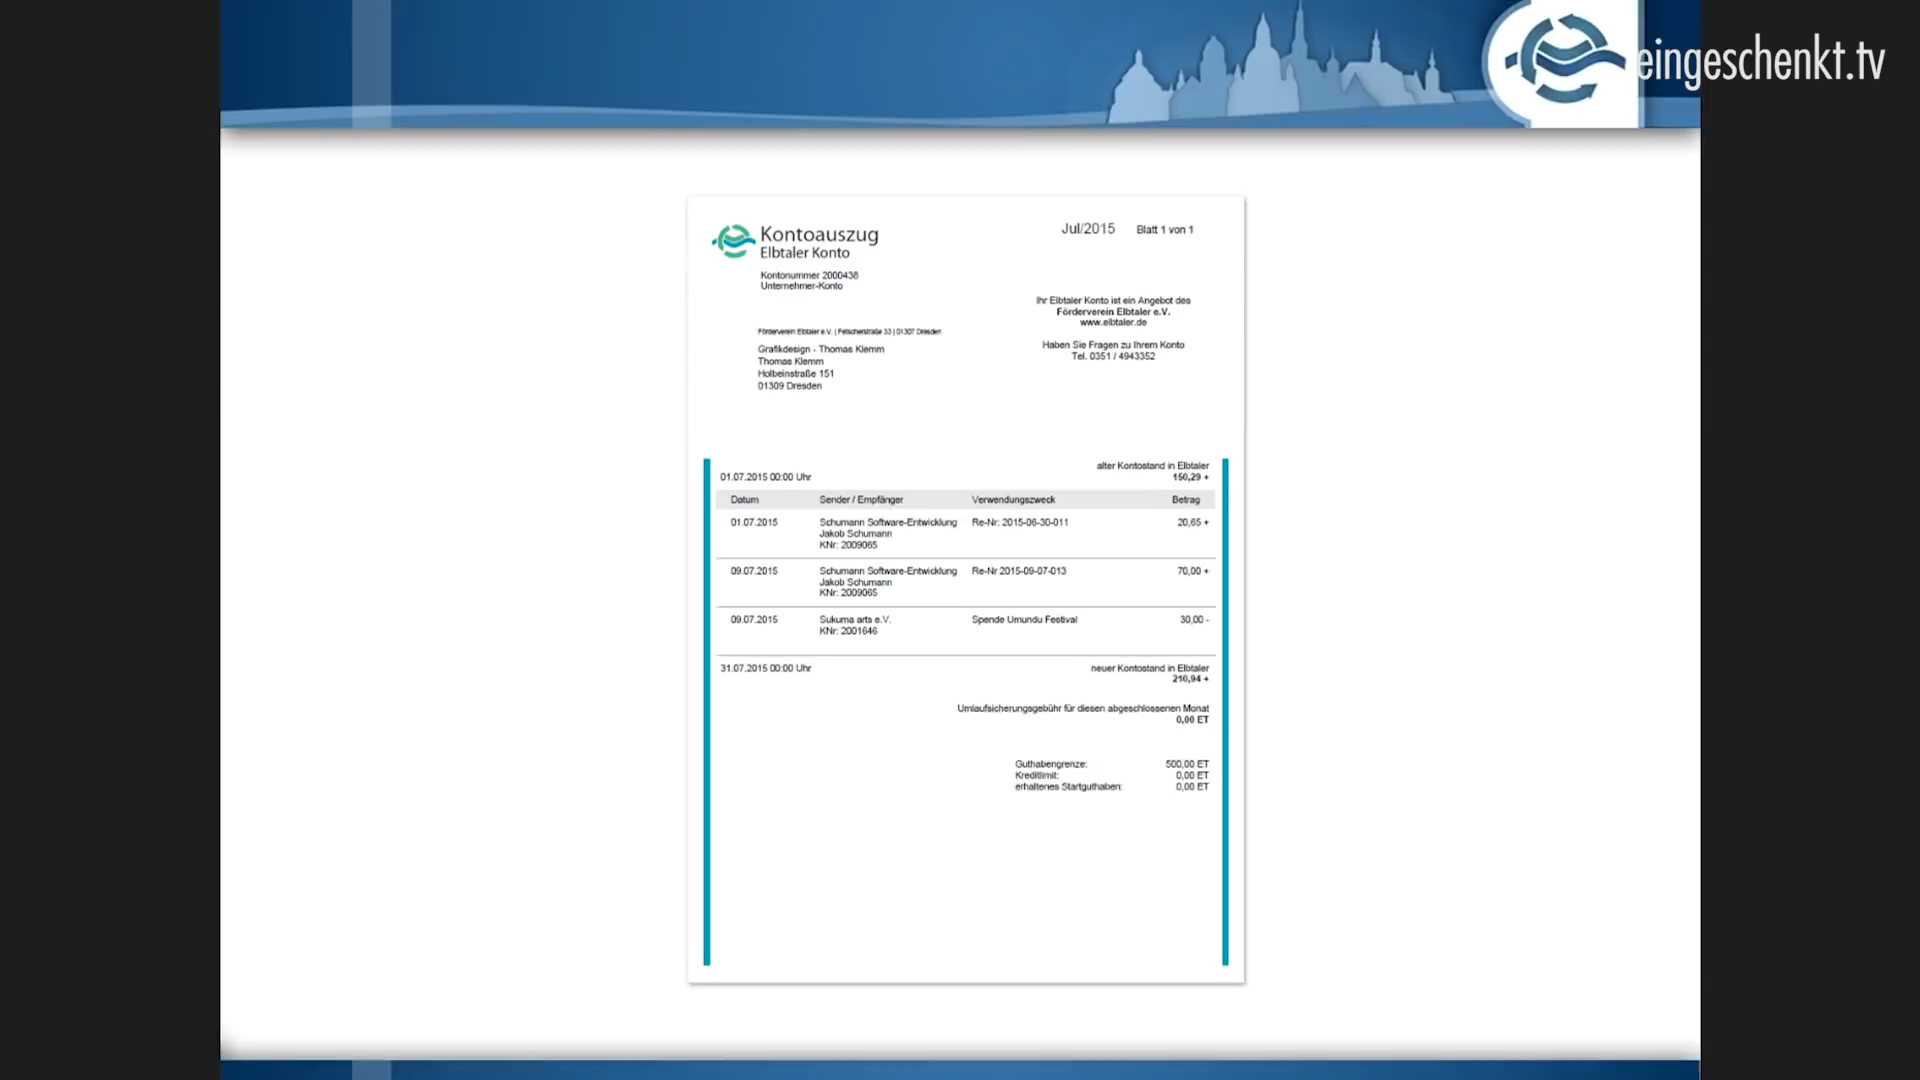 eingeschenkt.tv
Kontoauszug
Elbtaler Konto
Jul/2015 Blatt 1 von 1
Kontonummer 2000438
Unternehmer-Konto
Ihr Elbtaler Konto ist ein Angebot des
Förderverein Elbtaler e.V.
www.elbtaler.de
Haben Sie Fragen zu Ihrem Konto
Tel. 0351 / 4943352
Förderverein Elbtaler e.V. | Fetscherstraße 33 | 01307 Dresden
Grafikdesign - Thomas Klemm
Thomas Klemm
Holbeinstraße 151
01309 Dresden
alter Kontostand in Elbtaler
01.07.2015 00:00 Uhr 150,29 +
Datum Sender / Empfänger Verwendungszweck Betrag
01.07.2015 Schumann Software-Entwicklung Re-Nr: 2015-06-30-011 20,65 +
Jakob Schumann
KNr: 2009065
09.07.2015 Schumann Software-Entwicklung Re-Nr 2015-09-07-013 70,00 +
Jakob Schumann
KNr: 2009065
09.07.2015 Sukuma arts e.V. Spende Umundu Festival 30,00 -
KNr: 2001646
31.07.2015 00:00 Uhr neuer Kontostand in Elbtaler
210,94 +
Umlaufsicherungsgebühr für diesen abgeschlossenen Monat
0,00 ET
Guthabengrenze: 500,00 ET
Kreditlimit: 0,00 ET
erhaltenes Startguthaben: 0,00 ET